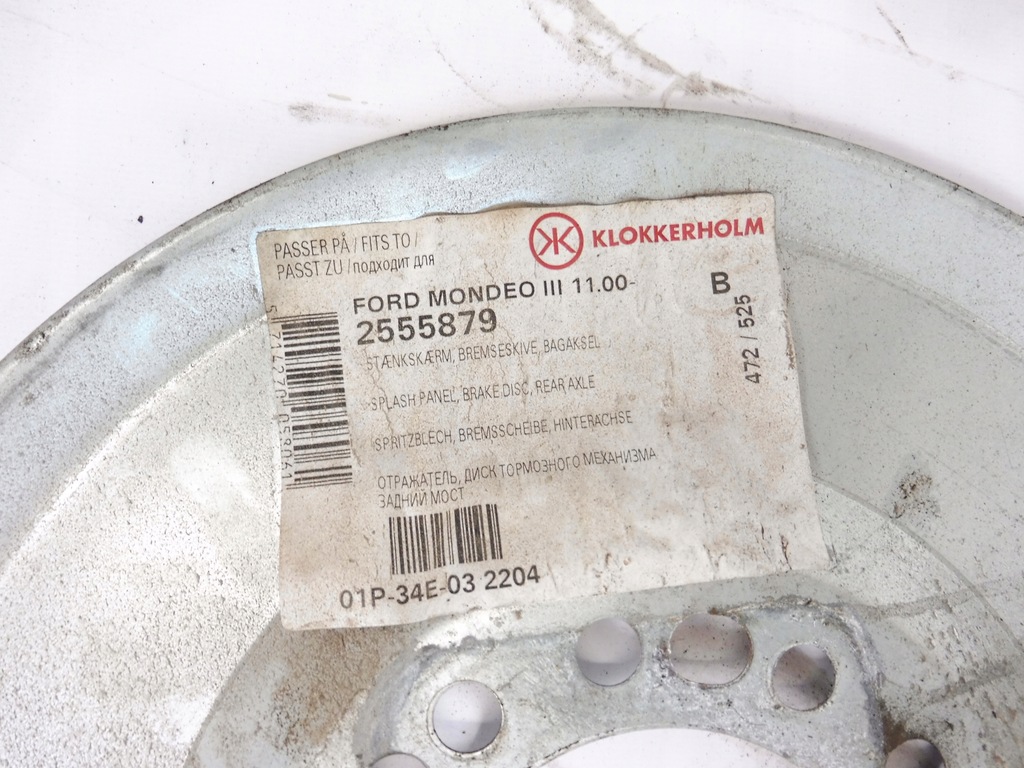 PASSER PÅ / FITS TO /
PASST ZU / подходит для
KLOKKERHOLM
FORD MONDEO III 11.00-
B
2555879
472 / 525
STÆNKSKÆRM, BREMSESKIVE, BAGAKSEL
SPLASH PANEL, BRAKE DISC, REAR AXLE
SPRITZBLECH, BREMSSCHEIBE, HINTERACHSE
ОТРАЖАТЕЛЬ, ДИСК ТОРМОЗНОГО МЕХАНИЗМА
ЗАДНИЙ МОСТ
01P-34E-03 2204